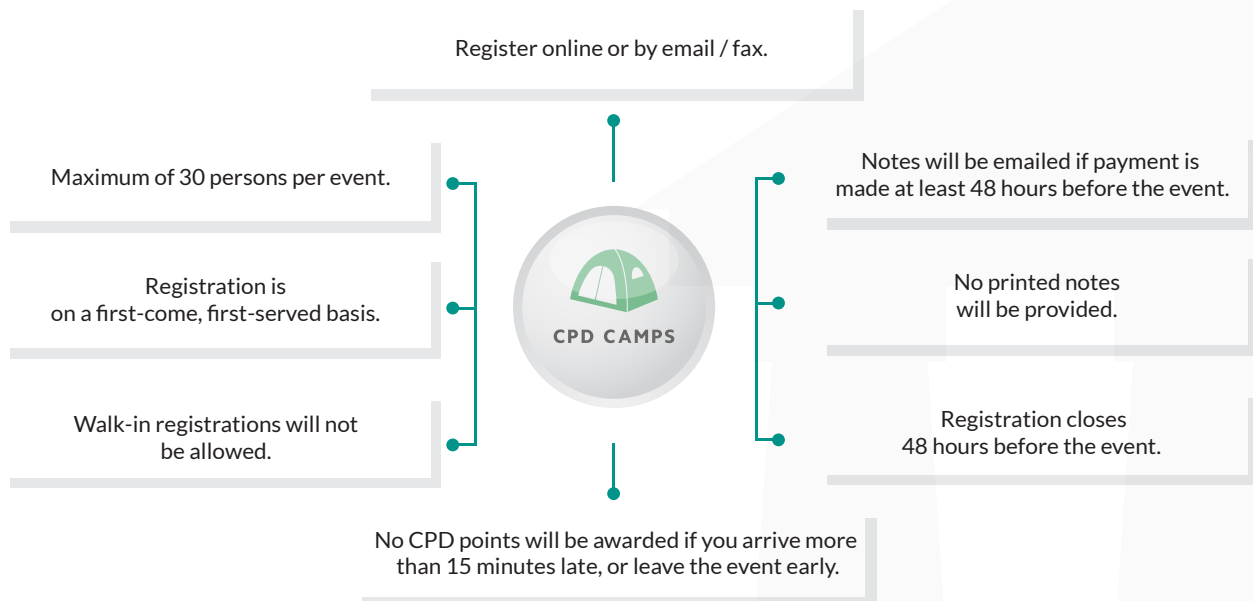 Register online or by email / fax.
Maximum of 30 persons per event.
Registration is
on a first-come, first-served basis.
Walk-in registrations will not
be allowed.
CPD CAMPS
Notes will be emailed if payment is
made at least 48 hours before the event.
No printed notes
will be provided.
Registration closes
48 hours before the event.
No CPD points will be awarded if you arrive more
than 15 minutes late, or leave the event early.